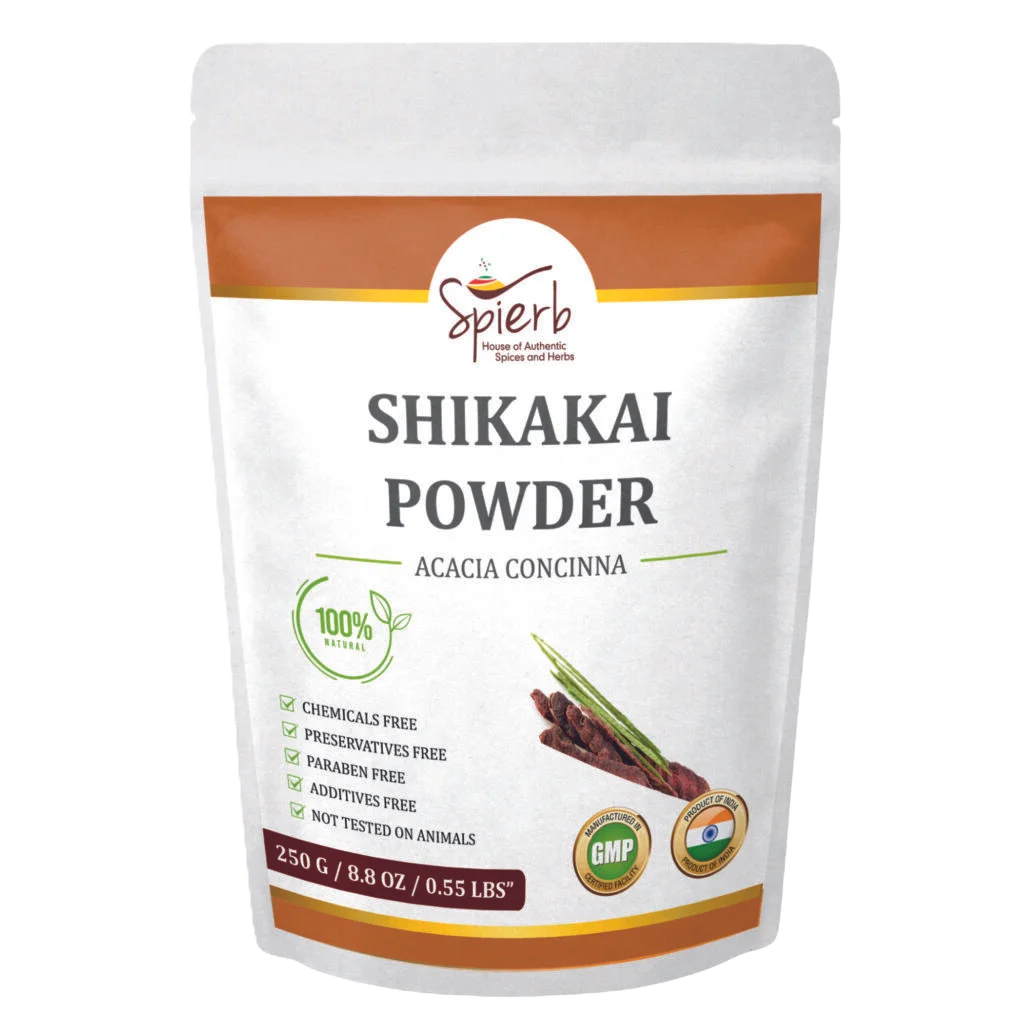 Spierb
House of Authentic
Spices and Herbs
SHIKAKAI
POWDER
ACACIA CONCINNA
100%
NATURAL
CHEMICALS FREE
PRESERVATIVES FREE
PARABEN FREE
ADDITIVES FREE
NOT TESTED ON ANIMALS
250 G / 8.8 OZ / 0.55 LBS”
MANUFACTURED IN
GMP
CERTIFIED FACILITY
PRODUCT OF INDIA
PRODUCT OF INDIA